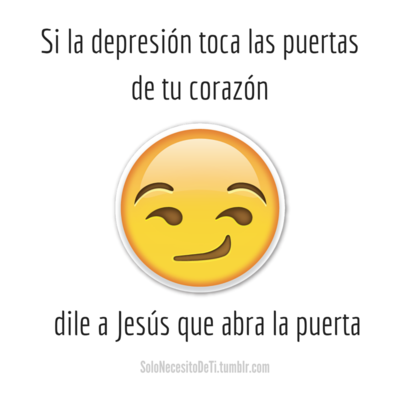 Si la depresión toca las puertas
de tu corazón
dile a Jesús que abra la puerta
SoloNecesitoDeTi.tumblr.com